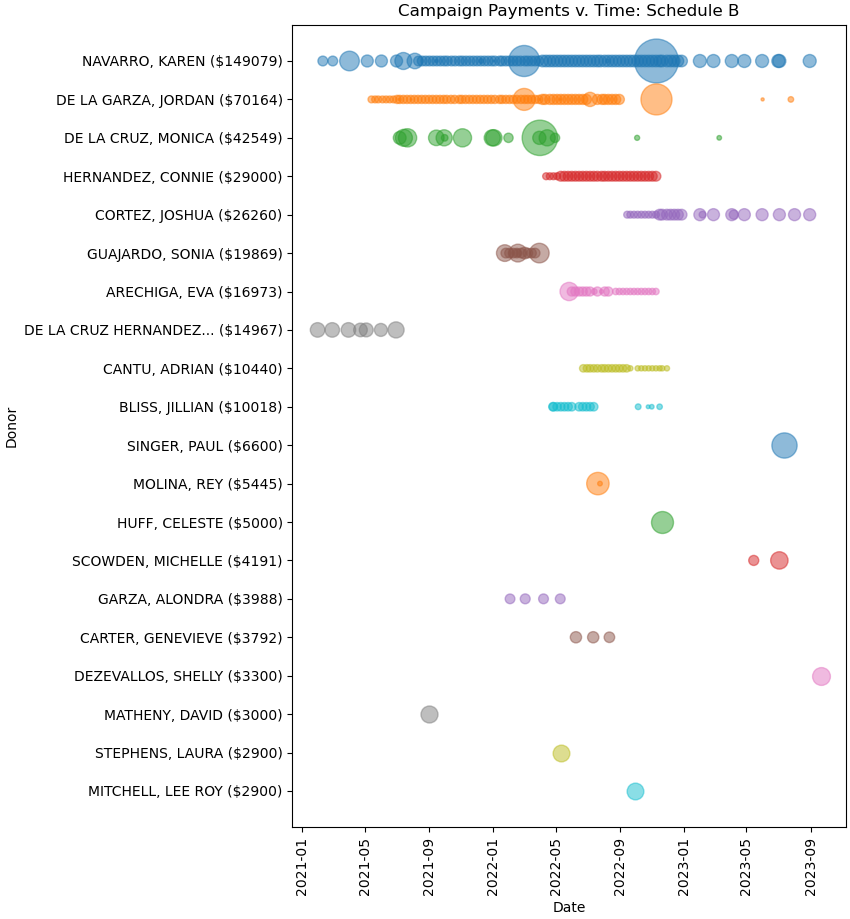 Campaign Payments v. Time: Schedule B
NAVARRO, KAREN ($149079)
DE LA GARZA, JORDAN ($70164)
DE LA CRUZ, MONICA ($42549)
HERNANDEZ, CONNIE ($29000)
CORTEZ, JOSHUA ($26260)
GUAJARDO, SONIA ($19869)
ARECHIGA, EVA ($16973)
DE LA CRUZ HERNANDEZ... ($14967)
CANTU, ADRIAN ($10440)
BLISS, JILLIAN ($10018)
SINGER, PAUL ($6600)
MOLINA, REY ($5445)
HUFF, CELESTE ($5000)
SCOWDEN, MICHELLE ($4191)
GARZA, ALONDRA ($3988)
CARTER, GENEVIEVE ($3792)
DEZEVALLOS, SHELLY ($3300)
MATHENY, DAVID ($3000)
STEPHENS, LAURA ($2900)
MITCHELL, LEE ROY ($2900)
Donor
2021-01
2021-05
2021-09
2022-01
2022-05
2022-09
2023-01
2023-05
2023-09
Date